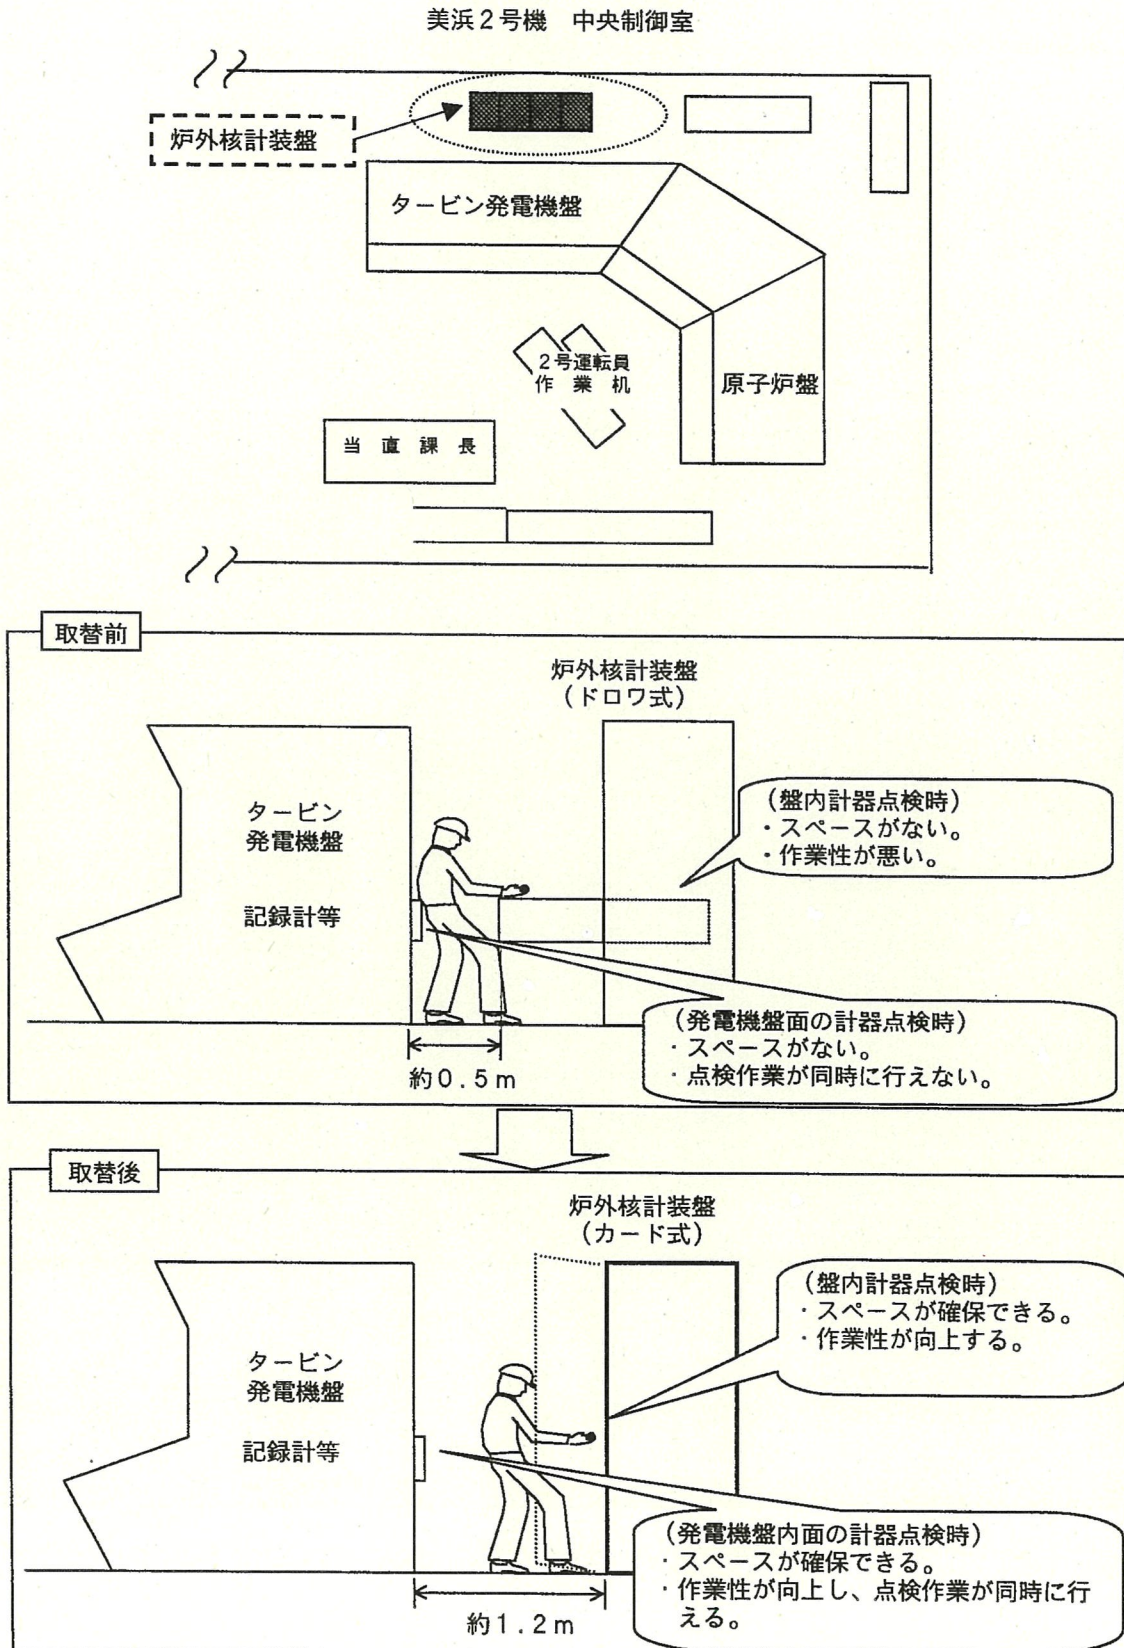 美浜２号機　中央制御室
炉外核計装盤
タービン発電機盤
２号運転員
作　業　机
原子炉盤
当　直　課　長
取替前
炉外核計装盤
（ドロワ式）
タービン
発電機盤
記録計等
（盤内計器点検時）
・スペースがない。
・作業性が悪い。
（発電機盤面の計器点検時）
・スペースがない。
・点検作業が同時に行えない。
約０.５ｍ
取替後
炉外核計装盤
（カード式）
タービン
発電機盤
記録計等
（盤内計器点検時）
・スペースが確保できる。
・作業性が向上する。
（発電機盤内面の計器点検時）
・スペースが確保できる。
・作業性が向上し、点検作業が同時に行
える。
約１.２ｍ